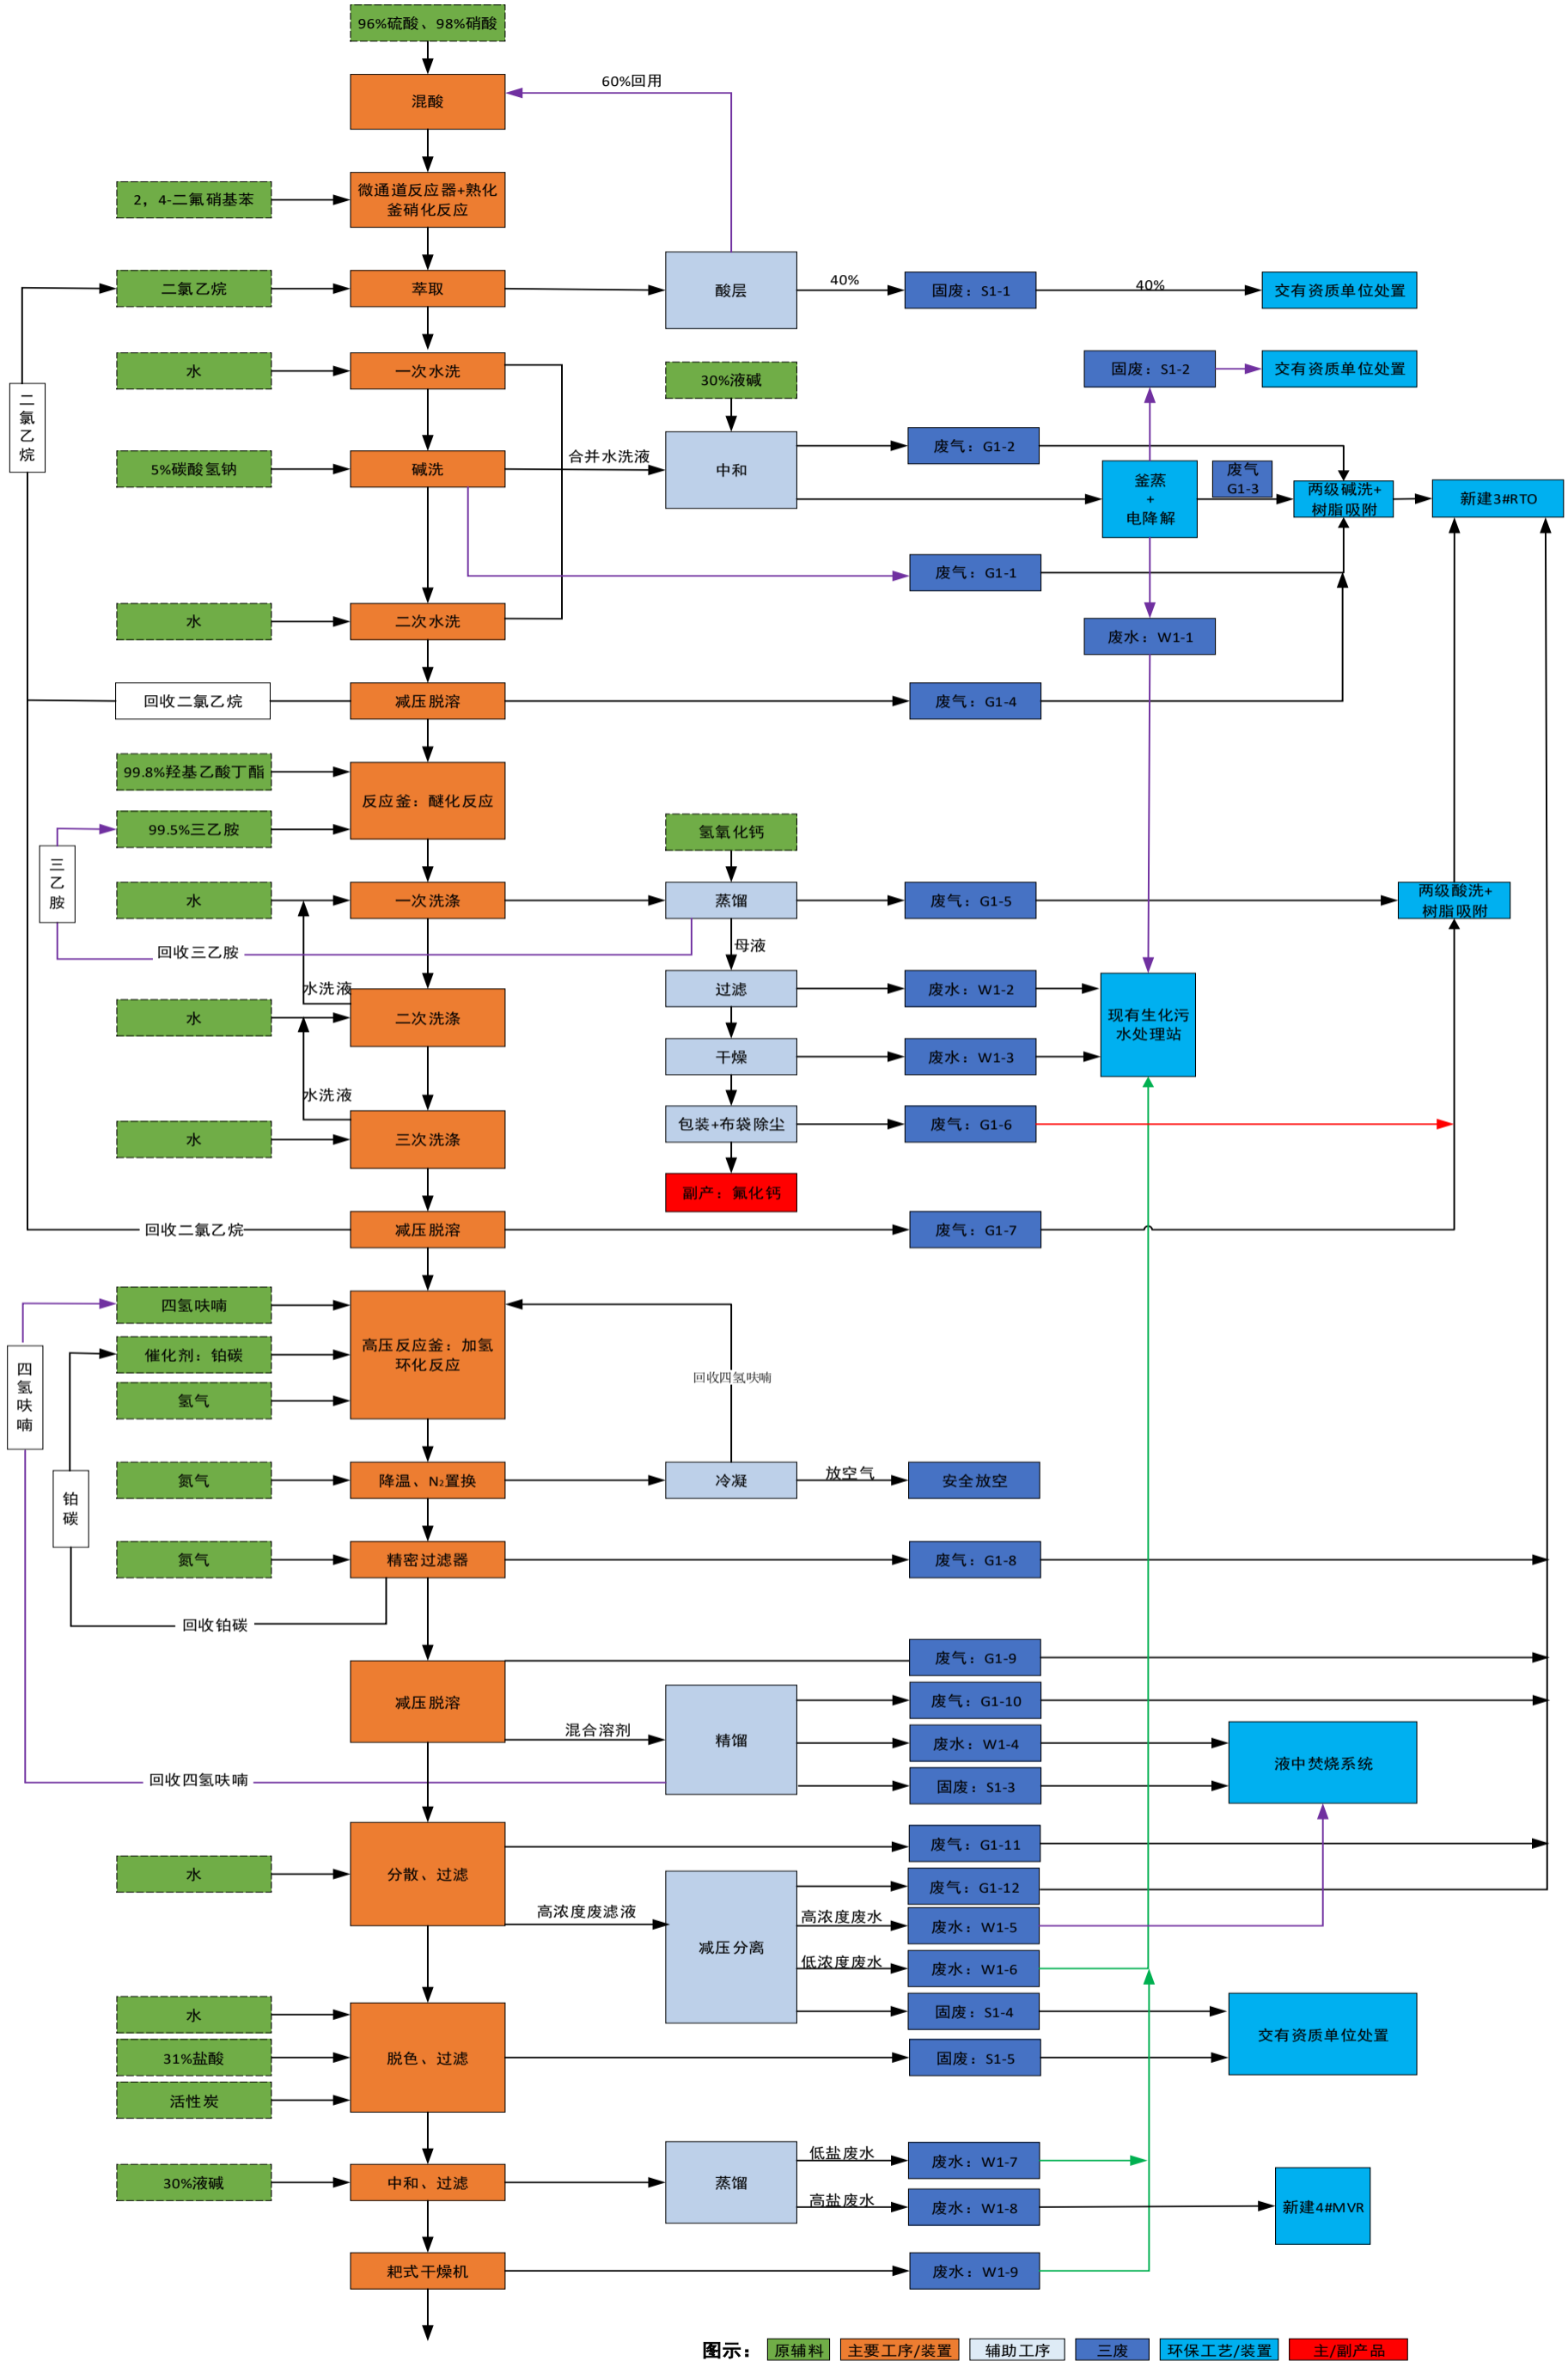 96%硫酸、98%硝酸
60%回用
混酸
2，4-二氟硝基苯
微通道反应器+熟化
釜硝化反应
二氯乙烷
萃取
酸层
40%
固废：S1-1
40%
交有资质单位处置
水
一次水洗
30%液碱
固废：S1-2
交有资质单位处置
二
氯
乙
烷
5%碳酸氢钠
碱洗
合并水洗液
中和
废气：G1-2
釜蒸
+
电降解
废气
G1-3
两级碱洗+
树脂吸附
新建3#RTO
废气：G1-1
水
二次水洗
废水：W1-1
回收二氯乙烷
减压脱溶
废气：G1-4
99.8%羟基乙酸丁酯
反应釜：醚化反应
99.5%三乙胺
氢氧化钙
三
乙
胺
水
一次洗涤
蒸馏
废气：G1-5
两级酸洗+
树脂吸附
回收三乙胺
母液
水洗液
水
二次洗涤
过滤
废水：W1-2
现有生化污
水处理站
干燥
废水：W1-3
水洗液
水
三次洗涤
包装+布袋除尘
废气：G1-6
副产：氟化钙
回收二氯乙烷
减压脱溶
废气：G1-7
四氢呋喃
高压反应釜：加氢
环化反应
催化剂：铂碳
氢气
回收四氢呋喃
四
氢
呋
喃
氮气
降温、N₂置换
冷凝
放空气
安全放空
铂
碳
氮气
精密过滤器
废气：G1-8
回收铂碳
减压脱溶
废气：G1-9
混合溶剂
精馏
废气：G1-10
废水：W1-4
固废：S1-3
液中焚烧系统
回收四氢呋喃
水
分散、过滤
废气：G1-11
高浓度废滤液
减压分离
废气：G1-12
高浓度废水
废水：W1-5
低浓度废水
废水：W1-6
固废：S1-4
交有资质单位处置
水
31%盐酸
活性炭
脱色、过滤
固废：S1-5
30%液碱
中和、过滤
蒸馏
低盐废水
废水：W1-7
高盐废水
废水：W1-8
新建4#MVR
耙式干燥机
废水：W1-9
图示：
原辅料
主要工序/装置
辅助工序
三废
环保工艺/装置
主/副产品